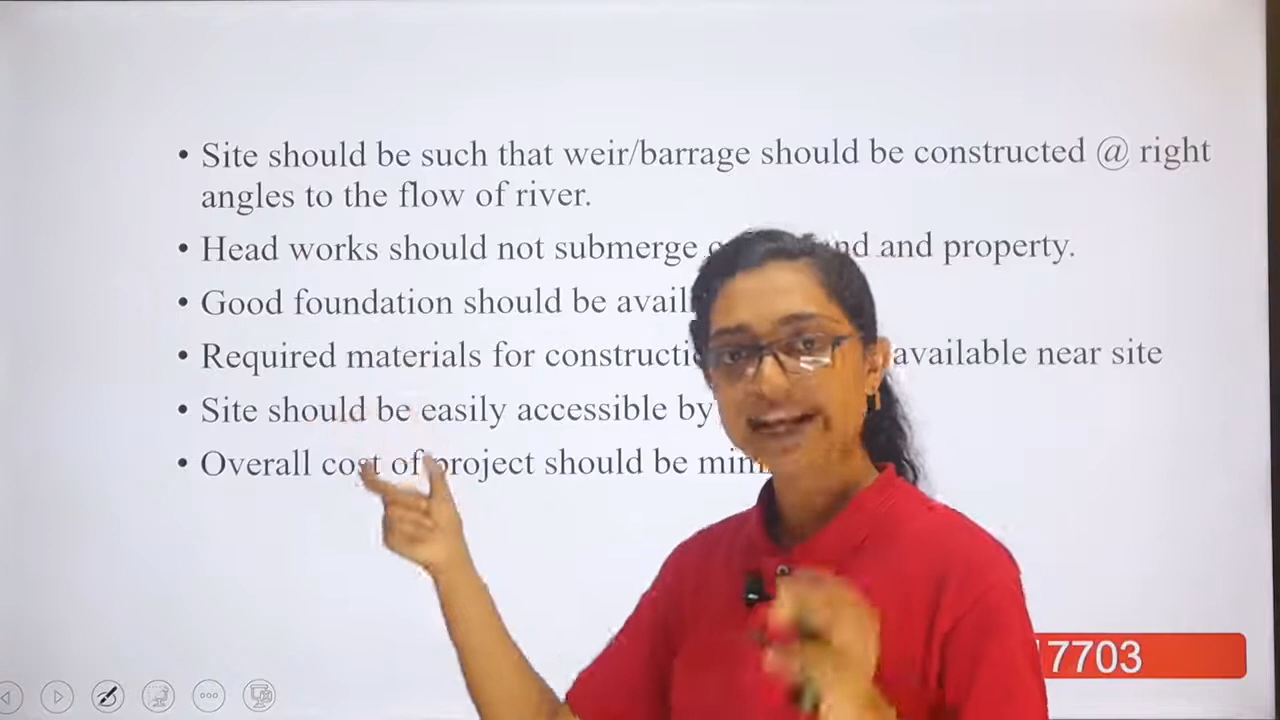 • Site should be such that weir/barrage should be constructed @ right
angles to the flow of river.
• Head works should not submerge and property.
• Good foundation should be
• Required materials for available near site
• Site should be easily accessible by
• Overall cost of project should be
7703